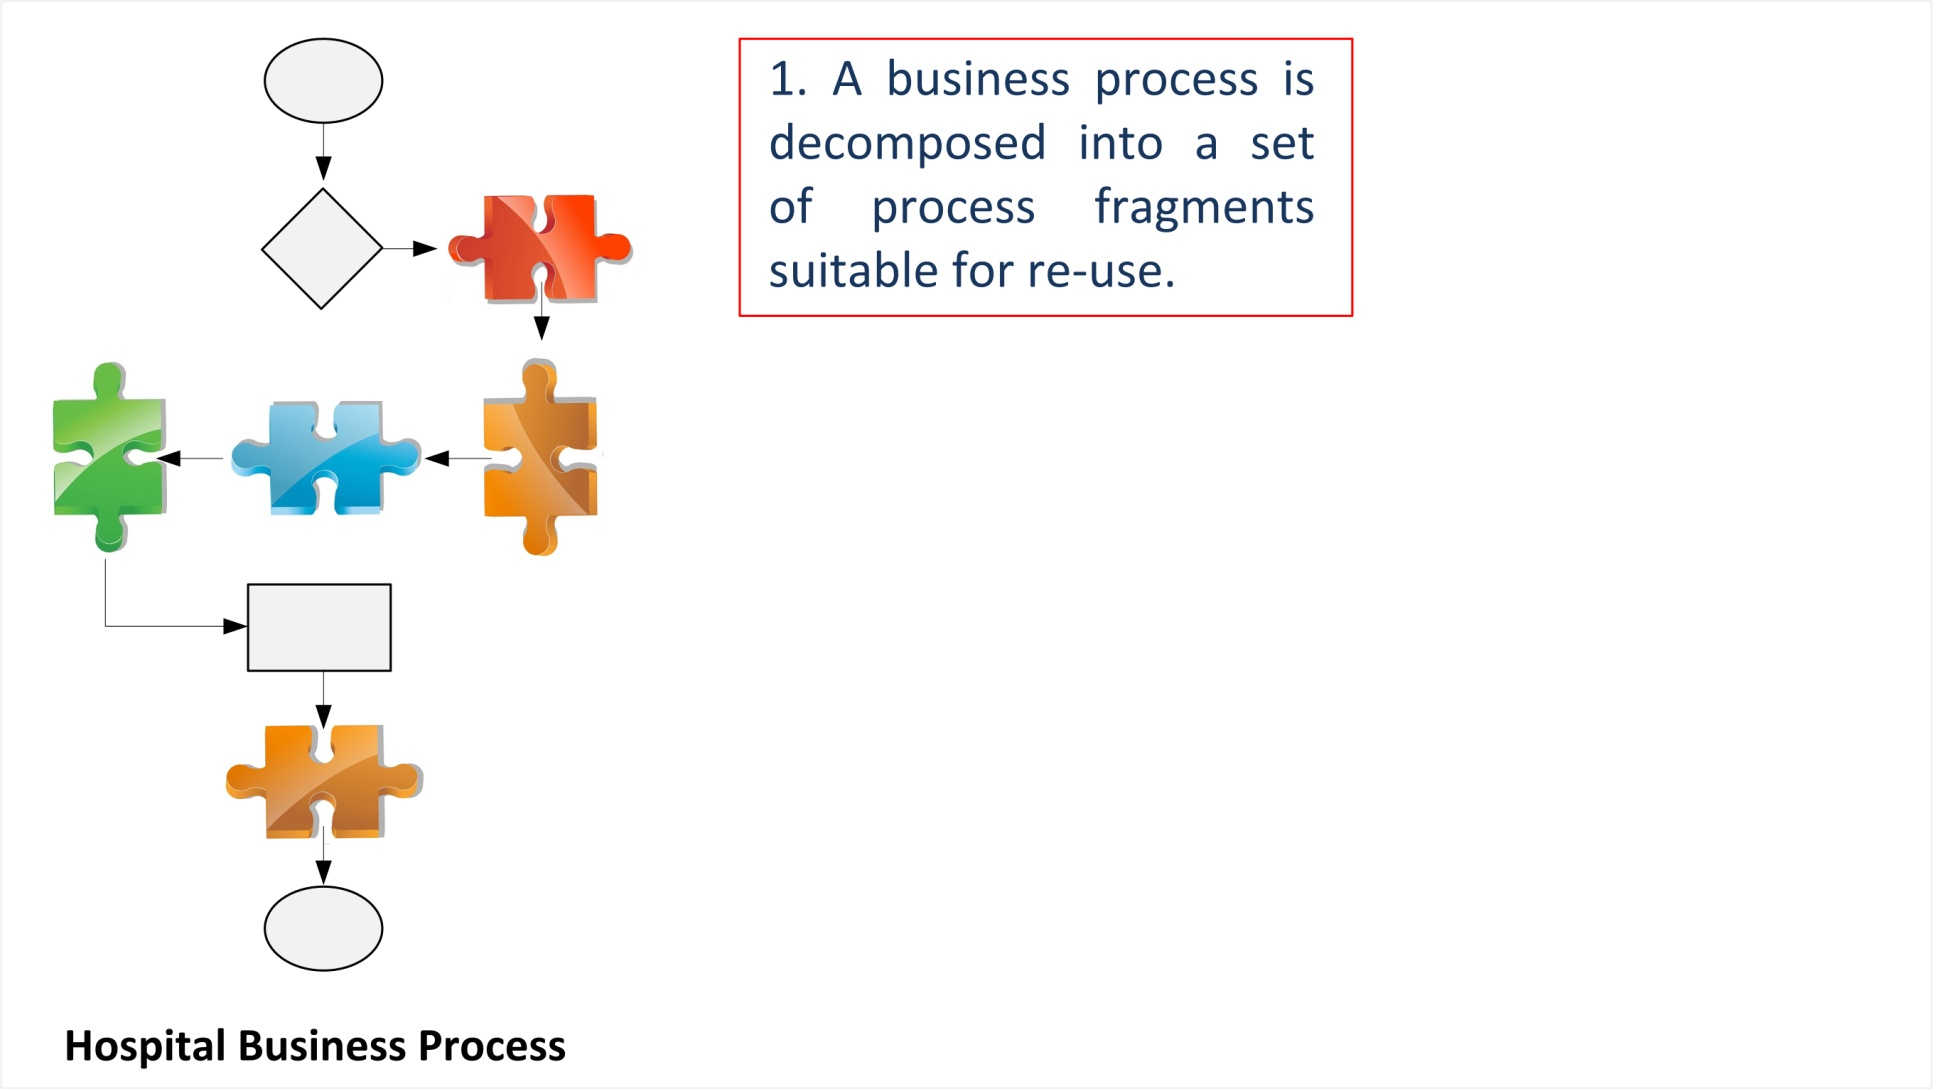 1. A business process is
decomposed into a set
of process fragments
suitable for re-use.
Hospital Business Process